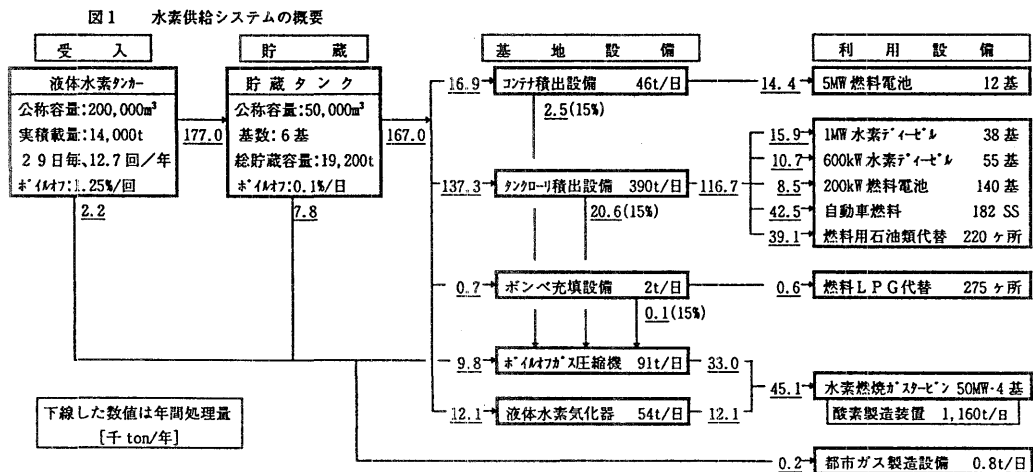 図1 水素供給システムの概要
受入
貯蔵
基地設備
利用設備
液体水素タンカー
公称容量:200,000m³
実積載量:14,000t
29日毎、12.7回/年
ボイルオフ:1.25%/回
177.0
貯蔵タンク
公称容量:50,000m³
基数:6基
総貯蔵容量:19,200t
ボイルオフ:0.1%/日
167.0
2.2
7.8
16.9
コンテナ積出設備 46t/日
14.4
5MW燃料電池 12基
2.5(15%)
137.3
タンクローリ積出設備 390t/日
116.7
20.6(15%)
15.9
1MW水素ディーゼル 38基
10.7
600kW水素ディーゼル 55基
8.5
200kW燃料電池 140基
42.5
自動車燃料 182 SS
39.1
燃料用石油類代替 220ヶ所
0.7
ボンベ充填設備 2t/日
0.6
燃料LPG代替 275ヶ所
0.1(15%)
9.8
ボイルオフガス圧縮機 91t/日
33.0
12.1
液体水素気化器 54t/日
12.1
45.1
水素燃焼ガスタービン 50MW·4基
酸素製造装置 1,160t/日
0.2
都市ガス製造設備 0.8t/日
下線した数値は年間処理量
[千ton/年]